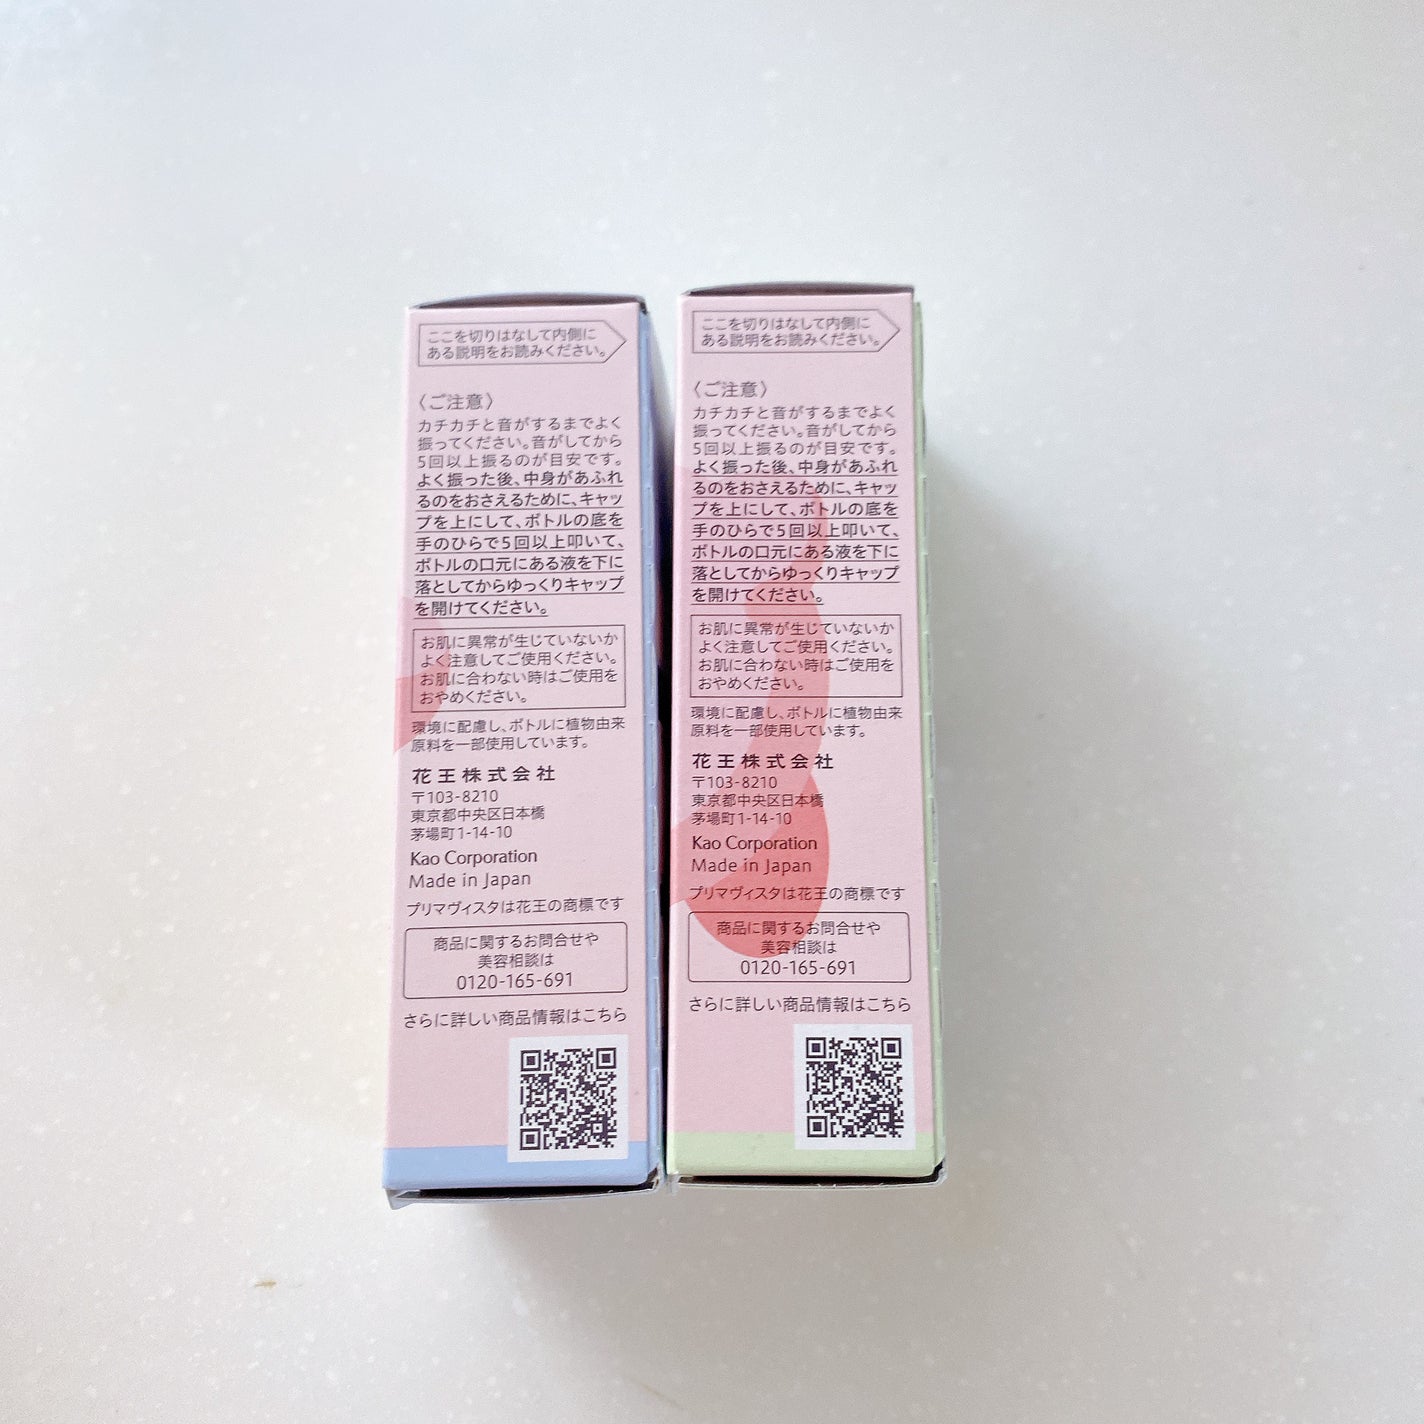 ここを切りはなして内側に
ある説明をお読みください。
〈ご注意〉
カチカチと音がするまでよく
振ってください。音がしてから
5回以上振るのが目安です。
よく振った後、中身があふれ
るのをおさえるために、キャッ
プを上にして、ボトルの底を
手のひらで5回以上叩いて、
ボトルの口元にある液を下に
落としてからゆっくりキャップ
を開けてください。
お肌に異常が生じていないか
よく注意してご使用ください。
お肌に合わない時はご使用を
おやめください。
環境に配慮し、ボトルに植物由来
原料を一部使用しています。
花王株式会社
〒103-8210
東京都中央区日本橋
茅場町1-14-10
Kao Corporation
Made in Japan
プリマヴィスタは花王の商標です
商品に関するお問合せや
美容相談は
0120-165-691
さらに詳しい商品情報はこちら
ここを切りはなして内側に
ある説明をお読みください。
〈ご注意〉
カチカチと音がするまでよく
振ってください。音がしてから
5回以上振るのが目安です。
よく振った後、中身があふれ
るのをおさえるために、キャッ
プを上にして、ボトルの底を
手のひらで5回以上叩いて、
ボトルの口元にある液を下に
落としてからゆっくりキャップ
を開けてください。
お肌に異常が生じていないか
よく注意してご使用ください。
お肌に合わない時はご使用を
おやめください。
環境に配慮し、ボトルに植物由来
原料を一部使用しています。
花王株式会社
〒103-8210
東京都中央区日本橋
茅場町1-14-10
Kao Corporation
Made in Japan
プリマヴィスタは花王の商標です
商品に関するお問合せや
美容相談は
0120-165-691
さらに詳しい商品情報はこちら